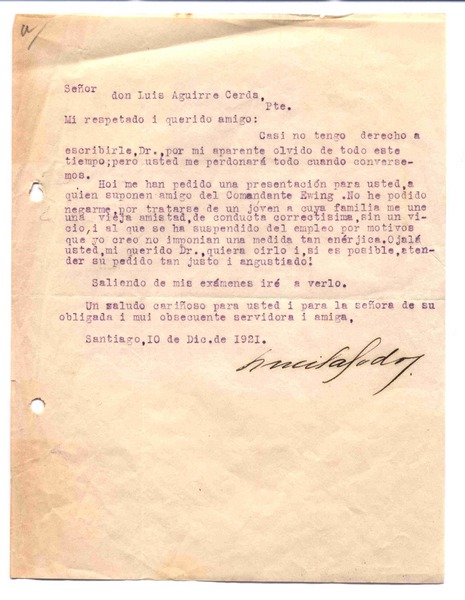 Señor
don Luis Aguirre Cerda,
Pte.
Mi respetado i querido amigo:
Casi no tengo derecho a
escribirle, Dr., por mi aparente olvido de todo este
tiempo; pero usted me perdonará todo cuando converse-
mos.
Hoi me han pedido una presentación para usted, a
quien suponen amigo del Comandante Ewing .No he podido
negarme, por tratarse de un joven a cuya familia me une
una vieja amistad, de conducta correctísima, sin un vi-
cio, i al que se ha suspendido del empleo por motivos
que yo creo no imponían una medida tan enérjica. Ojalá
usted, mi querido Dr., quiera oirlo i, si es posible, aten-
der su pedido tan justo i angustiado!
Saliendo de mis exámenes iré a verlo.
Un saludo cariñoso para usted i para la señora de su
obligada i mui obsecuente servidora i amiga,
Santiago, 10 de Dic. de 1921.
Lucila Godoy